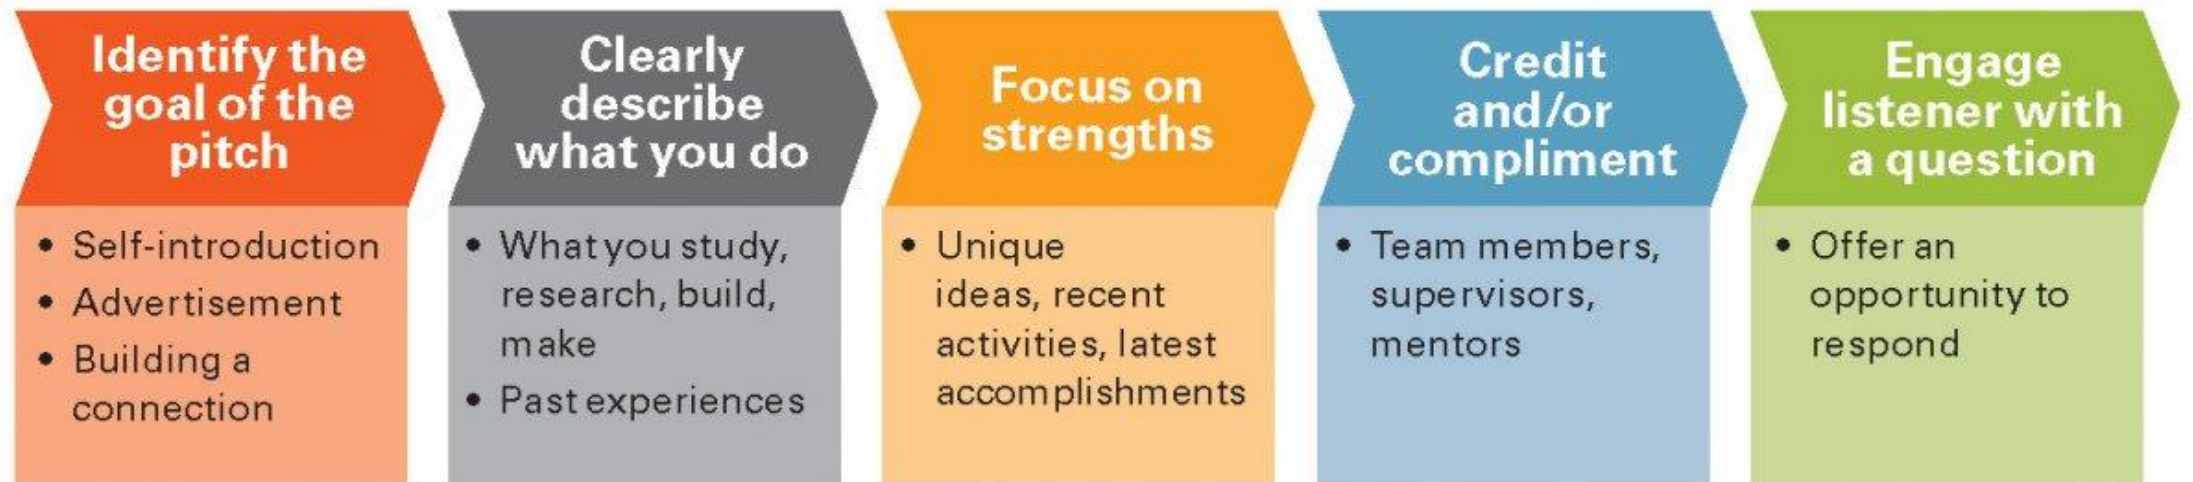 Identify the
goal of the
pitch
• Self-introduction
• Advertisement
• Building a
connection
Clearly
describe
what you do
• What you study,
research, build,
make
• Past experiences
Focus on
strengths
• Unique
ideas, recent
activities, latest
accomplishments
Credit
and/or
compliment
• Team members,
supervisors,
mentors
Engage
listener with
a question
• Offer an
opportunity to
respond